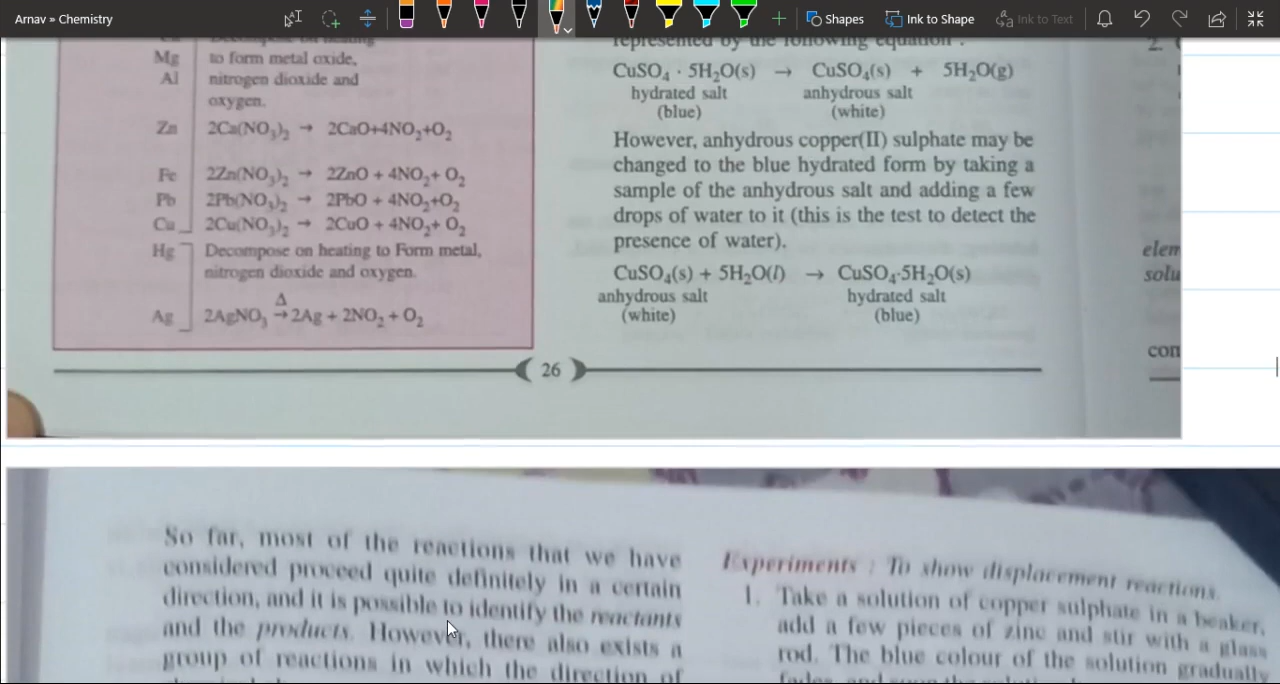 Arnav » Chemistry
Shapes
Ink to Shape
Ink to Text
Mg
Al
to form metal oxide,
nitrogen dioxide and
oxygen.
Zn 2Ca(NO₃)₂ → 2CaO+4NO₂+O₂
Fe 2Zn(NO₃)₂ → 2ZnO + 4NO₂+ O₂
Pb 2Pb(NO₃)₂ → 2PbO + 4NO₂+O₂
Cu 2Cu(NO₃)₂ → 2CuO + 4NO₂+ O₂
Hg Decompose on heating to Form metal,
nitrogen dioxide and oxygen.
Δ
Ag 2AgNO₃ → 2Ag + 2NO₂ + O₂
represented by the following equation :
CuSO₄ · 5H₂O(s) → CuSO₄(s) + 5H₂O(g)
hydrated salt anhydrous salt
(blue) (white)
However, anhydrous copper(II) sulphate may be
changed to the blue hydrated form by taking a
sample of the anhydrous salt and adding a few
drops of water to it (this is the test to detect the
presence of water).
CuSO₄(s) + 5H₂O(l) → CuSO₄·5H₂O(s)
anhydrous salt hydrated salt
(white) (blue)
26
2.
elem
solu
con
So far, most of the reactions that we have
considered proceed quite definitely in a certain
direction, and it is possible to identify the reactants
and the products. However, there also exists a
group of reactions in which the direction of
Experiments : To show displacement reactions.
1. Take a solution of copper sulphate in a beaker,
add a few pieces of zinc and stir with a glass
rod. The blue colour of the solution gradually